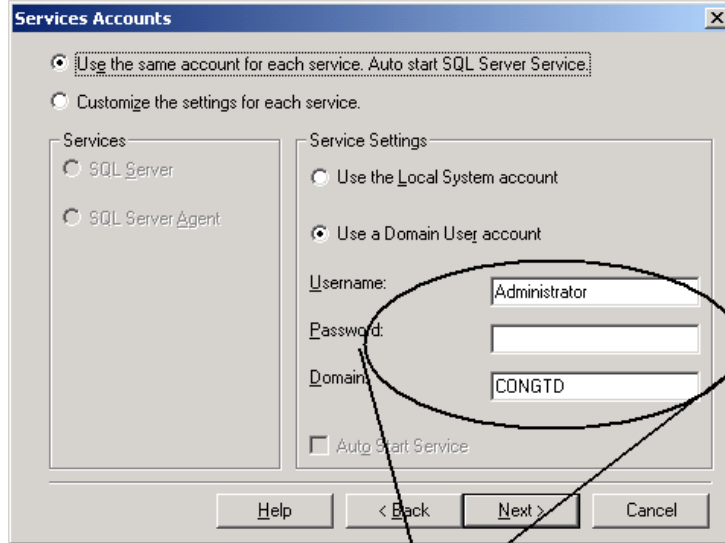 Services Accounts
Use the same account for each service. Auto start SQL Server Service.
Customize the settings for each service.
Services
SQL Server
SQL Server Agent
Service Settings
Use the Local System account
Use a Domain User account
Username:
Administrator
Password:
Domain:
CONGTD
Auto Start Service
Help
< Back
Next >
Cancel